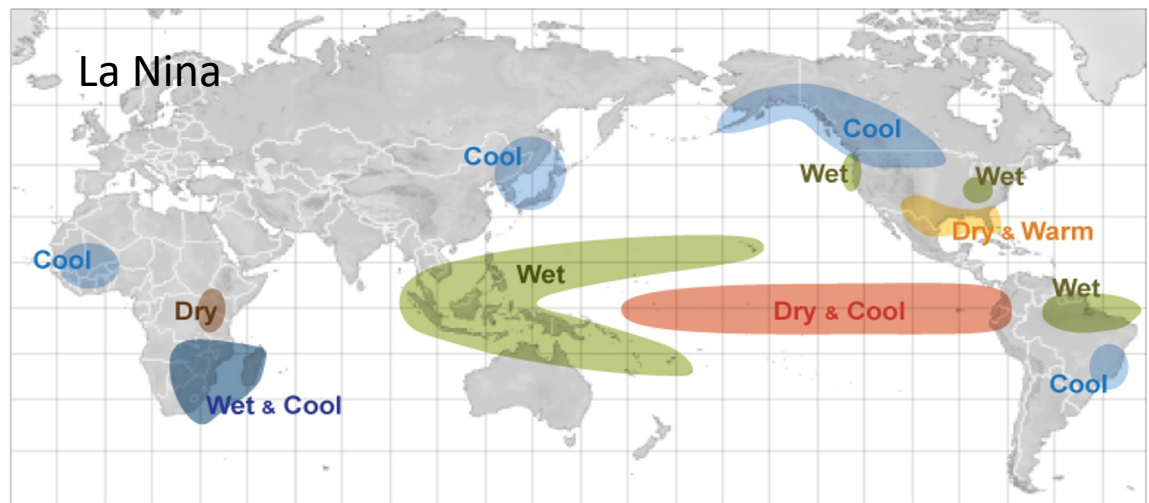 La Nina
Cool
Cool
Wet
Wet
Dry & Warm
Cool
Wet
Wet
Dry
Dry & Cool
Cool
Wet & Cool